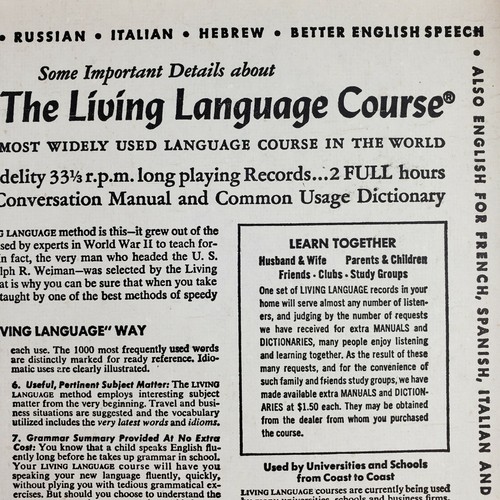 • RUSSIAN • ITALIAN • HEBREW • BETTER ENGLISH SPEECH
• ALSO ENGLISH FOR FRENCH, SPANISH, ITALIAN AND
Some Important Details about
The Living Language Course®
MOST WIDELY USED LANGUAGE COURSE IN THE WORLD
delity 33⅓ r.p.m. long playing Records...2 FULL hours
Conversation Manual and Common Usage Dictionary
G LANGUAGE method is this—it grew out of the
sed by experts in World War II to teach for-
n fact, the very man who headed the U. S.
lph R. Weiman—was selected by the Living
at is why you can be sure that when you take
taught by one of the best methods of speedy
VING LANGUAGE" WAY
each use. The 1000 most frequently used words
are distinctly marked for ready reference. Idio-
matic uses are clearly illustrated.
6. Useful, Pertinent Subject Matter: The LIVING
LANGUAGE method employs interesting subject
matter from the very beginning. Travel and busi-
ness situations are suggested and the vocabulary
utilized includes the very latest words and idioms.
7. Grammar Summary Provided At No Extra
Cost: You know that a child speaks English flu-
ently long before he takes up grammar in school.
Your LIVING LANGUAGE course will have you
speaking your new language fluently, quickly,
without plying you with tedious grammatical ex-
ercises. But should you choose to understand the
LEARN TOGETHER
Husband & Wife Parents & Children
Friends - Clubs - Study Groups
One set of LIVING LANGUAGE records in your
home will serve almost any number of listen-
ers, and judging by the number of requests
we have received for extra MANUALS and
DICTIONARIES, many people enjoy listening
and learning together. As the result of these
many requests, and for the convenience of
such family and friends study groups, we have
made available extra MANUALS and DICTION-
ARIES at $1.50 each. They may be obtained
from the dealer from whom you purchased
the course.
Used by Universities and Schools
from Coast to Coast
LIVING LANGUAGE courses are currently being used
universities, schools and business firms.